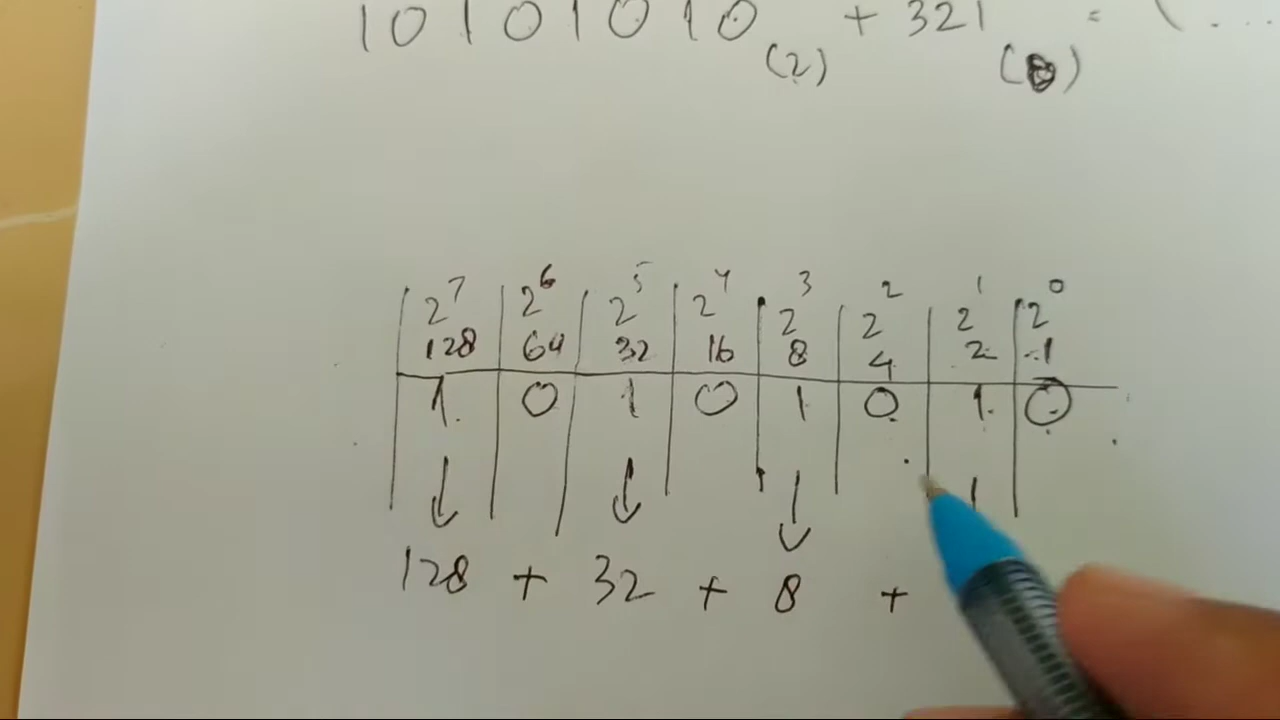 10101010(2) + 321(8) = (...
2^7 2^6 2^5 2^4 2^3 2^2 2^1 2^0
128 64 32 16 8 4 2 1
1 0 1 0 1 0 1 0
128 + 32 + 8 +